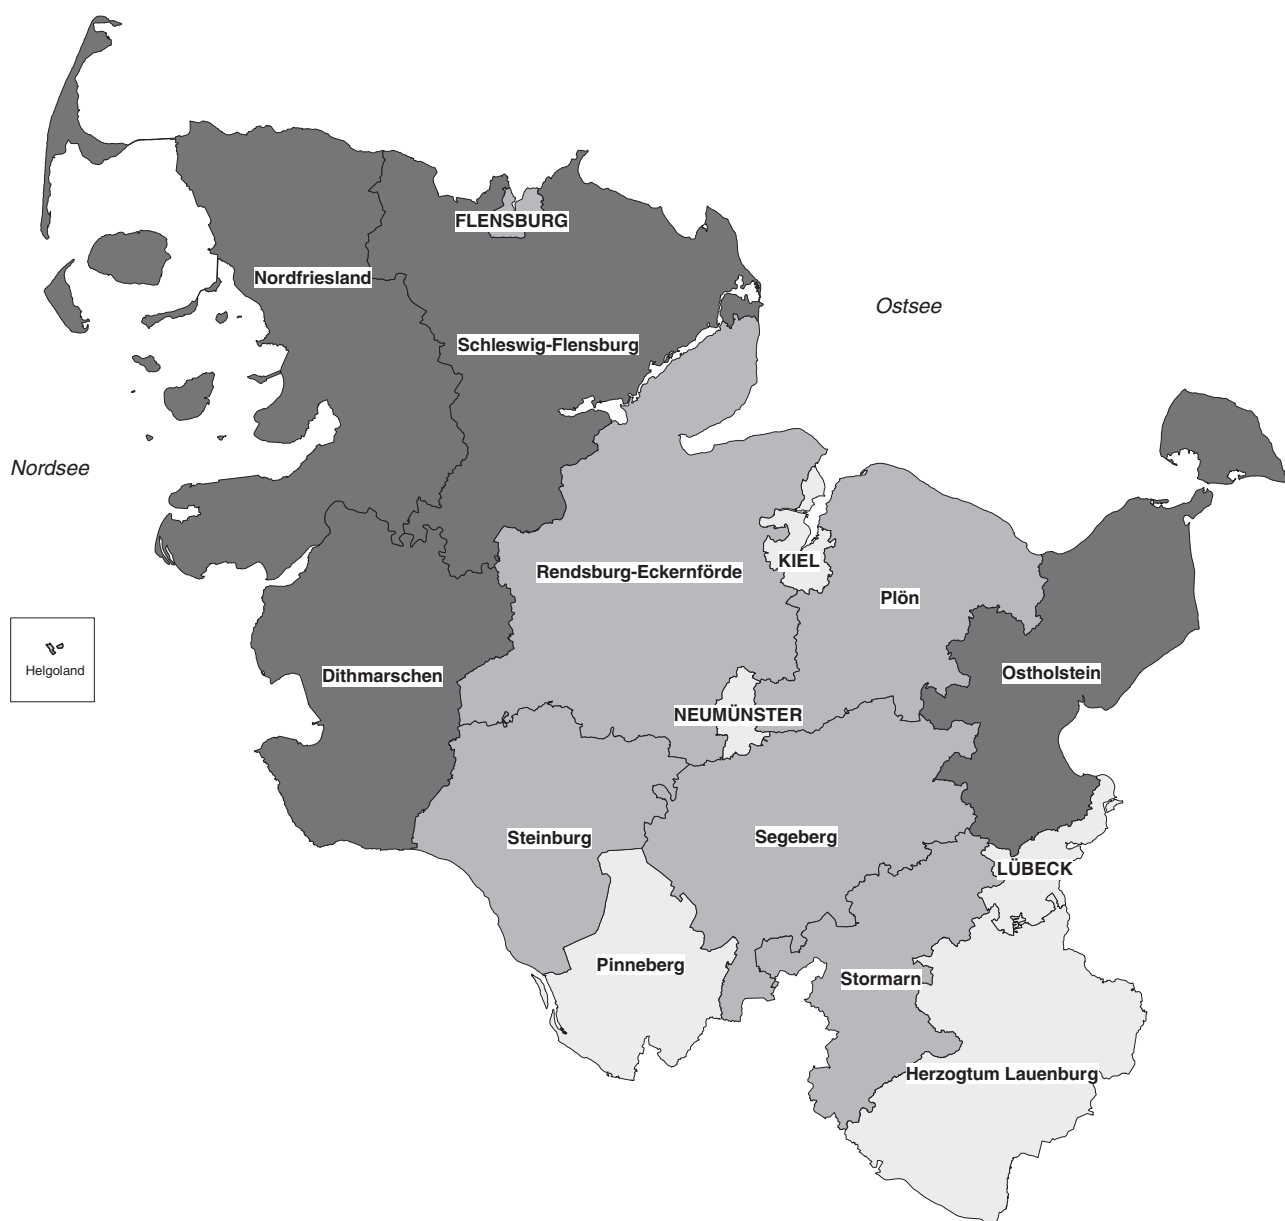 FLENSBURG
Nordfriesland
Ostsee
Schleswig-Flensburg
Nordsee
KIEL
Rendsburg-Eckernförde
Plön
Helgoland
Dithmarschen
Ostholstein
NEUMÜNSTER
Steinburg
Segeberg
LÜBECK
Pinneberg
Stormarn
Herzogtum Lauenburg